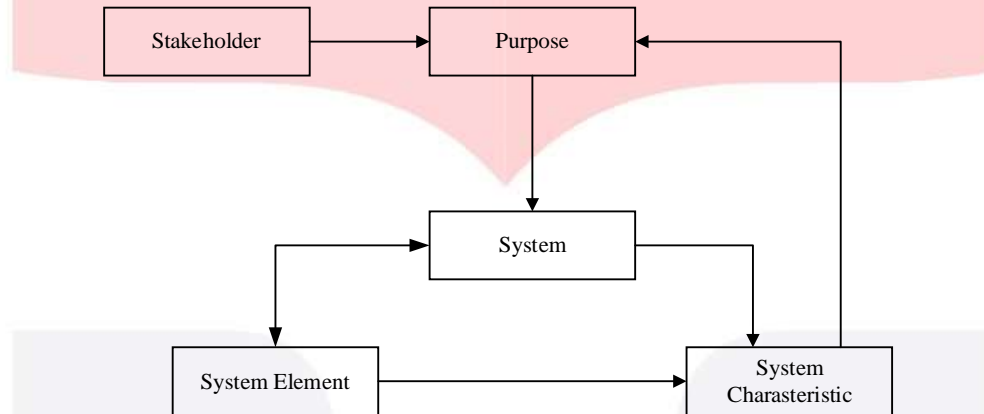 Stakeholder
Purpose
System
System Element
System
Charasteristic